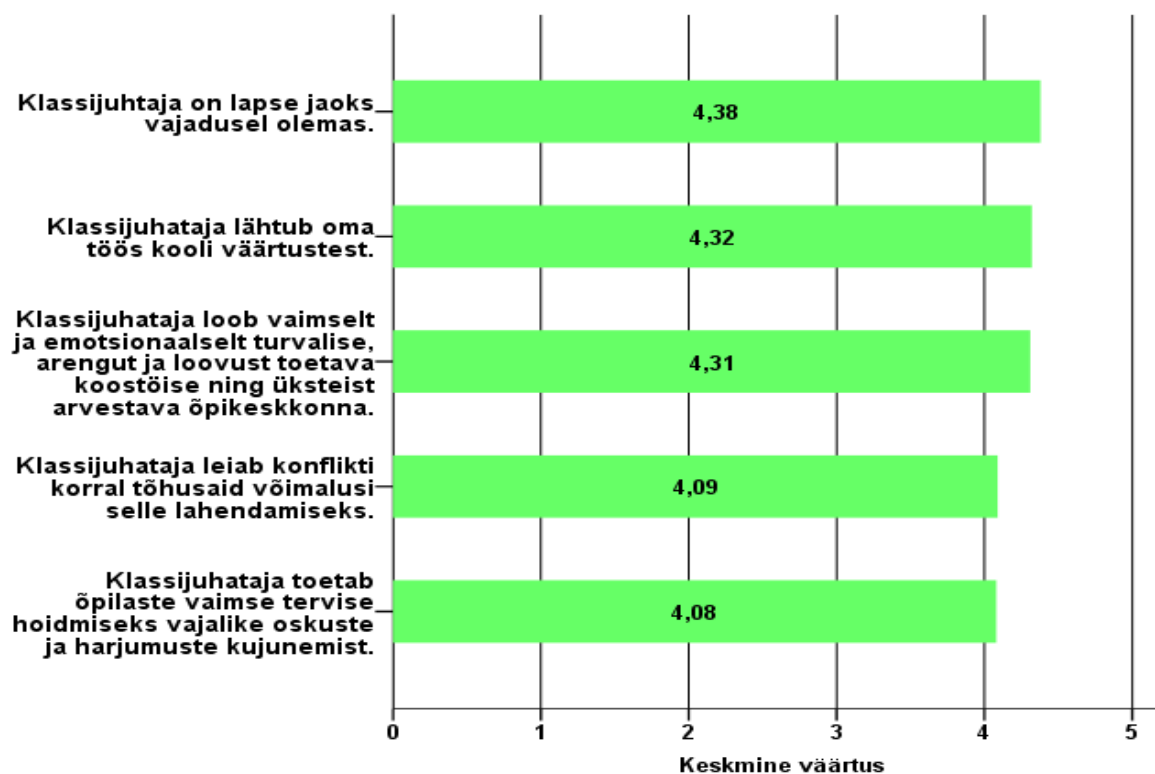 Klassijuhtaja on lapse jaoks
vajadusel olemas.
4,38
Klassijuhataja lähtub oma
töös kooli väärtustest.
4,32
Klassijuhataja loob vaimselt
ja emotsionaalselt turvalise,
arengut ja loovust toetava
koostöise ning üksteist
arvestava õpikeskkonna.
4,31
Klassijuhataja leiab konflikti
korral tõhusaid võimalusi
selle lahendamiseks.
4,09
Klassijuhataja toetab
õpilaste vaimse tervise
hoidmiseks vajalike oskuste
ja harjumuste kujunemist.
4,08
0 1 2 3 4 5
Keskmine väärtus